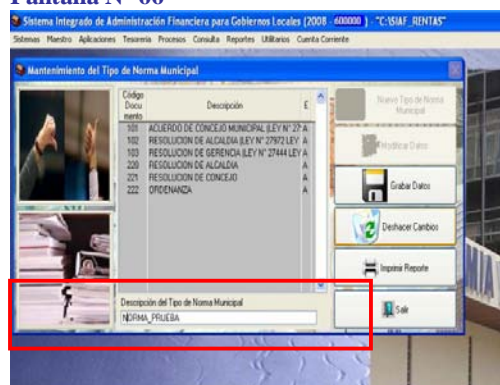 Pantalla N° 66
Sistema Integrado de Administración Financiera para Gobiernos Locales (2008 - 600000 ) - "C:\SIAF_RENTAS"
Sistemas Maestro Aplicaciones Tesoreria Procesos Consulta Reportes Utilitarios Cuenta Corriente
Mantenimiento del Tipo de Norma Municipal
Código Docu mento Descripción E
101 ACUERDO DE CONCEJO MUNICIPAL (LEY N° 27 A
102 RESOLUCION DE ALCALDIA (LEY N° 27972 LEY A
103 RESOLUCION DE GERENCIA (LEY N° 27444 LEY A
220 RESOLUCION DE ALCALDIA A
221 RESOLUCION DE CONCEJO A
222 ORDENANZA A
Nuevo Tipo de Norma Municipal
Modificar Datos
Grabar Datos
Deshacer Cambios
Imprimir Reporte
Salir
Descripción del Tipo de Norma Municipal
NORMA_PRUEBA